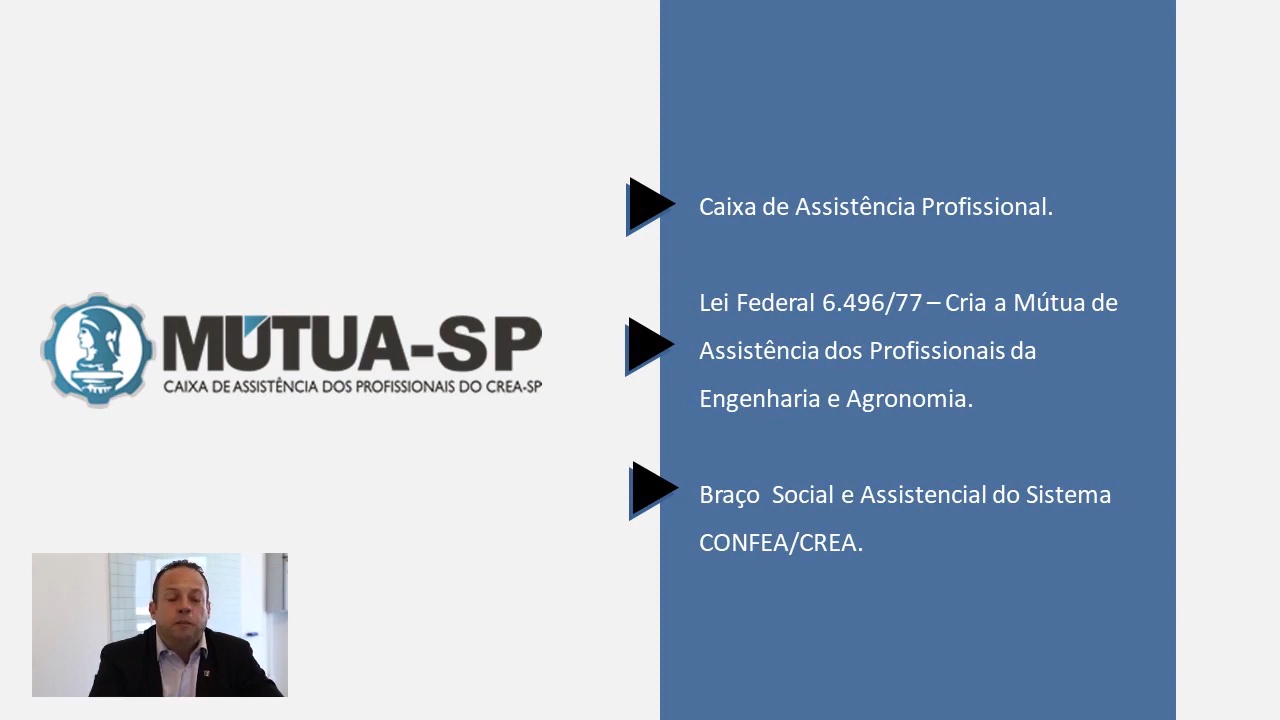 MÚTUA-SP
CAIXA DE ASSISTÊNCIA DOS PROFISSIONAIS DO CREA-SP
Caixa de Assistência Profissional.
Lei Federal 6.496/77 – Cria a Mútua de
Assistência dos Profissionais da
Engenharia e Agronomia.
Braço  Social e Assistencial do Sistema
CONFEA/CREA.